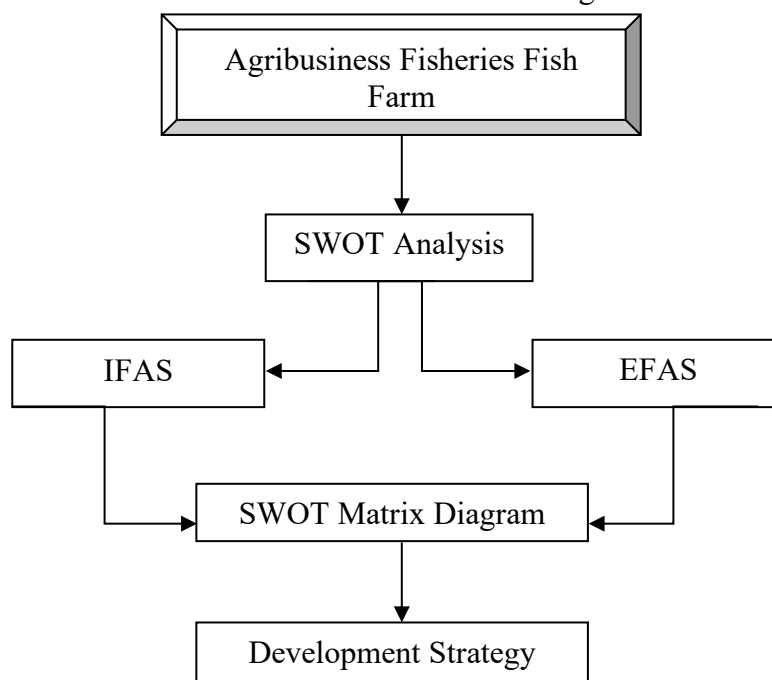 Agribusiness Fisheries Fish
Farm
SWOT Analysis
IFAS
EFAS
SWOT Matrix Diagram
Development Strategy